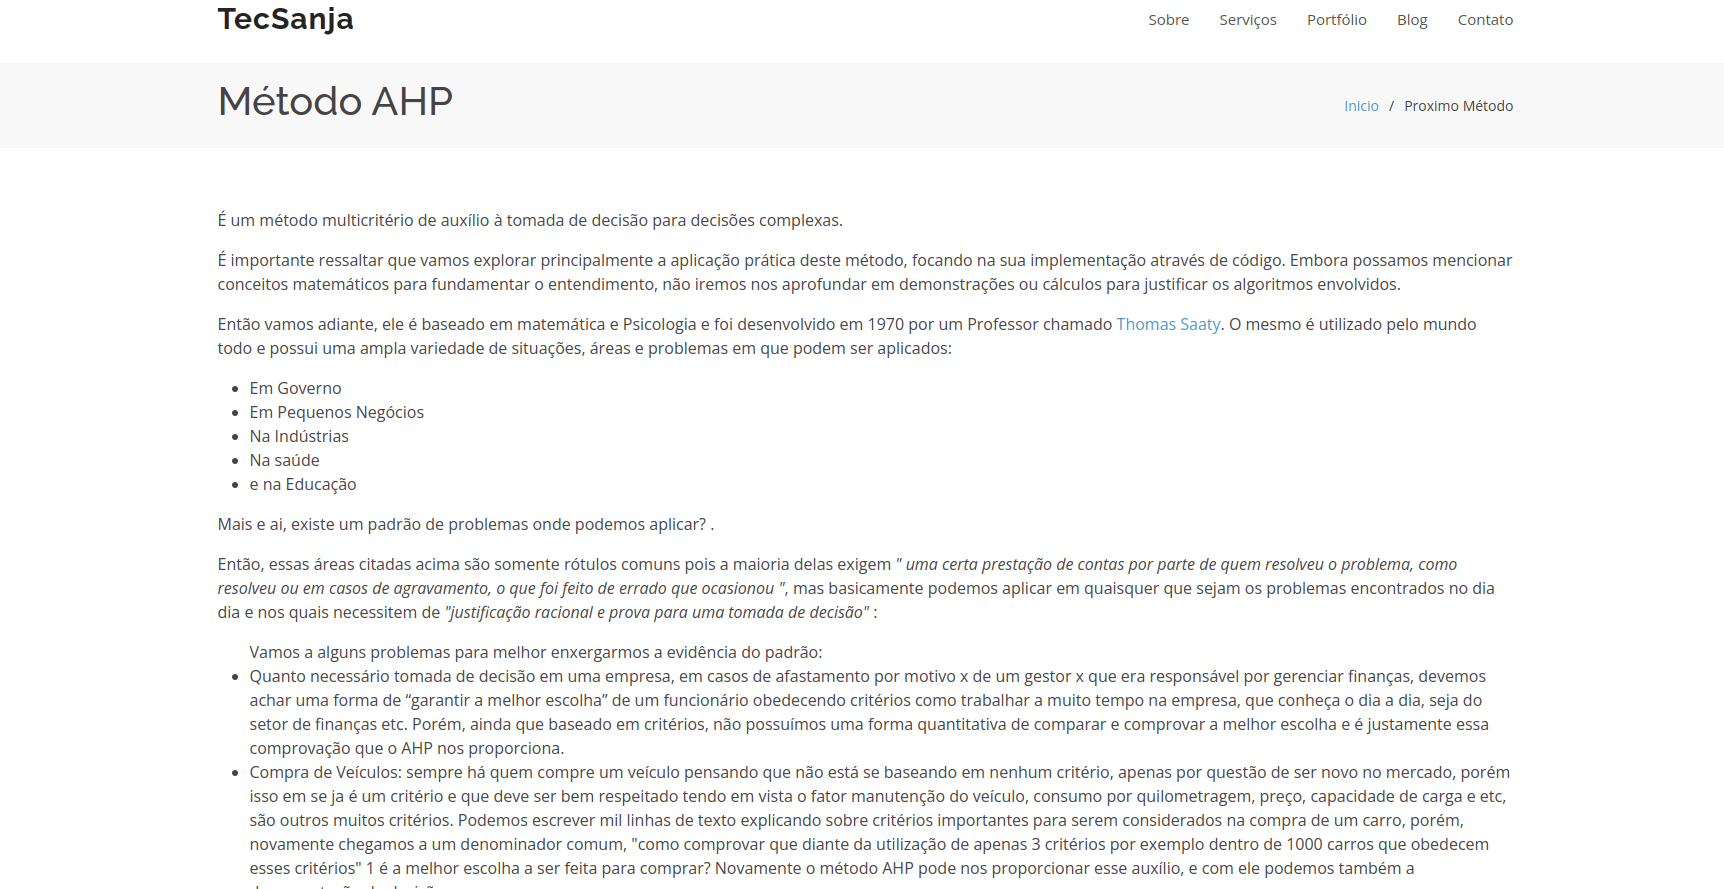 TecSanja
Sobre Serviços Portfólio Blog Contato
Método AHP
Inicio / Proximo Método
É um método multicritério de auxílio à tomada de decisão para decisões complexas.
É importante ressaltar que vamos explorar principalmente a aplicação prática deste método, focando na sua implementação através de código. Embora possamos mencionar
conceitos matemáticos para fundamentar o entendimento, não iremos nos aprofundar em demonstrações ou cálculos para justificar os algoritmos envolvidos.
Então vamos adiante, ele é baseado em matemática e Psicologia e foi desenvolvido em 1970 por um Professor chamado Thomas Saaty. O mesmo é utilizado pelo mundo
todo e possui uma ampla variedade de situações, áreas e problemas em que podem ser aplicados:
• Em Governo
• Em Pequenos Negócios
• Na Indústrias
• Na saúde
• e na Educação
Mais e ai, existe um padrão de problemas onde podemos aplicar? .
Então, essas áreas citadas acima são somente rótulos comuns pois a maioria delas exigem " uma certa prestação de contas por parte de quem resolveu o problema, como
resolveu ou em casos de agravamento, o que foi feito de errado que ocasionou ", mas basicamente podemos aplicar em quaisquer que sejam os problemas encontrados no dia
dia e nos quais necessitem de "justificação racional e prova para uma tomada de decisão" :
Vamos a alguns problemas para melhor enxergarmos a evidência do padrão:
• Quanto necessário tomada de decisão em uma empresa, em casos de afastamento por motivo x de um gestor x que era responsável por gerenciar finanças, devemos
achar uma forma de “garantir a melhor escolha” de um funcionário obedecendo critérios como trabalhar a muito tempo na empresa, que conheça o dia a dia, seja do
setor de finanças etc. Porém, ainda que baseado em critérios, não possuímos uma forma quantitativa de comparar e comprovar a melhor escolha e é justamente essa
comprovação que o AHP nos proporciona.
• Compra de Veículos: sempre há quem compre um veículo pensando que não está se baseando em nenhum critério, apenas por questão de ser novo no mercado, porém
isso em se ja é um critério e que deve ser bem respeitado tendo em vista o fator manutenção do veículo, consumo por quilometragem, preço, capacidade de carga e etc,
são outros muitos critérios. Podemos escrever mil linhas de texto explicando sobre critérios importantes para serem considerados na compra de um carro, porém,
novamente chegamos a um denominador comum, "como comprovar que diante da utilização de apenas 3 critérios por exemplo dentro de 1000 carros que obedecem
esses critérios" 1 é a melhor escolha a ser feita para comprar? Novamente o método AHP pode nos proporcionar esse auxílio, e com ele podemos também a